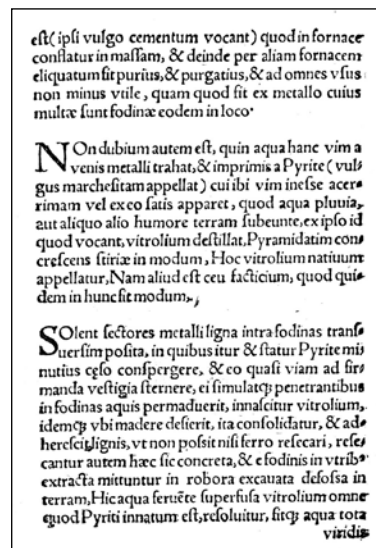 eſt( ipſi vulgo cementum vocant) quod in fornace
conflatur in maſſam, & deinde per aliam fornacem
eliquatum fit purius, & purgatius, & ad omnes vſus
non minus vtile, quam quod fit ex metallo cuius
multæ ſunt fodinæ eodem in loco.
NOn dubium autem eſt, quin aqua hanc vim a
venis metalli trahat, & imprimis a Pyrite ( vul=
gus marcheſitam appellat ) cui ibi vim ineſſe acer=
rimam vel ex eo ſatis apparet, quod aqua pluuia,
aut aliquo alio humore terram ſubeunte, ex ipſo id
quod vocant, vitrolium deſtillat, Pyramidatim con=
creſcens ſtiriæ in modum, Hoc vitrolium natiuum
appellatur, Nam aliud eſt ceu facticium, quod qui=
dem in hunc fit modum,
SOlent ſectores metalli ligna intra fodinas tranſ=
uerſim poſita, in quibus itur & ſtatur Pyrite mi=
nutius cęſo conſpergere, & eo quaſi viam ad fir=
manda veſtigia ſternere, ei ſimulatqȝ penetrantibus
in fodinas aquis permaduerit, innaſcitur vitrolium,
idemqȝ vbi madere deſierit, ita conſolidatur, & ad=
hereſcit lignis, vt non poſſit niſi ferro reſecari, reſe=
cantur autem hæc ſic concreta, & e fodinis in vtrib=
extracta mittuntur in robora excauata defoſſa in
terram, Hic aqua feruēte ſuperfuſa vitrolium omne
quod Pyriti innatum eſt, reſoluitur, fitqȝ aqua tota
viridis